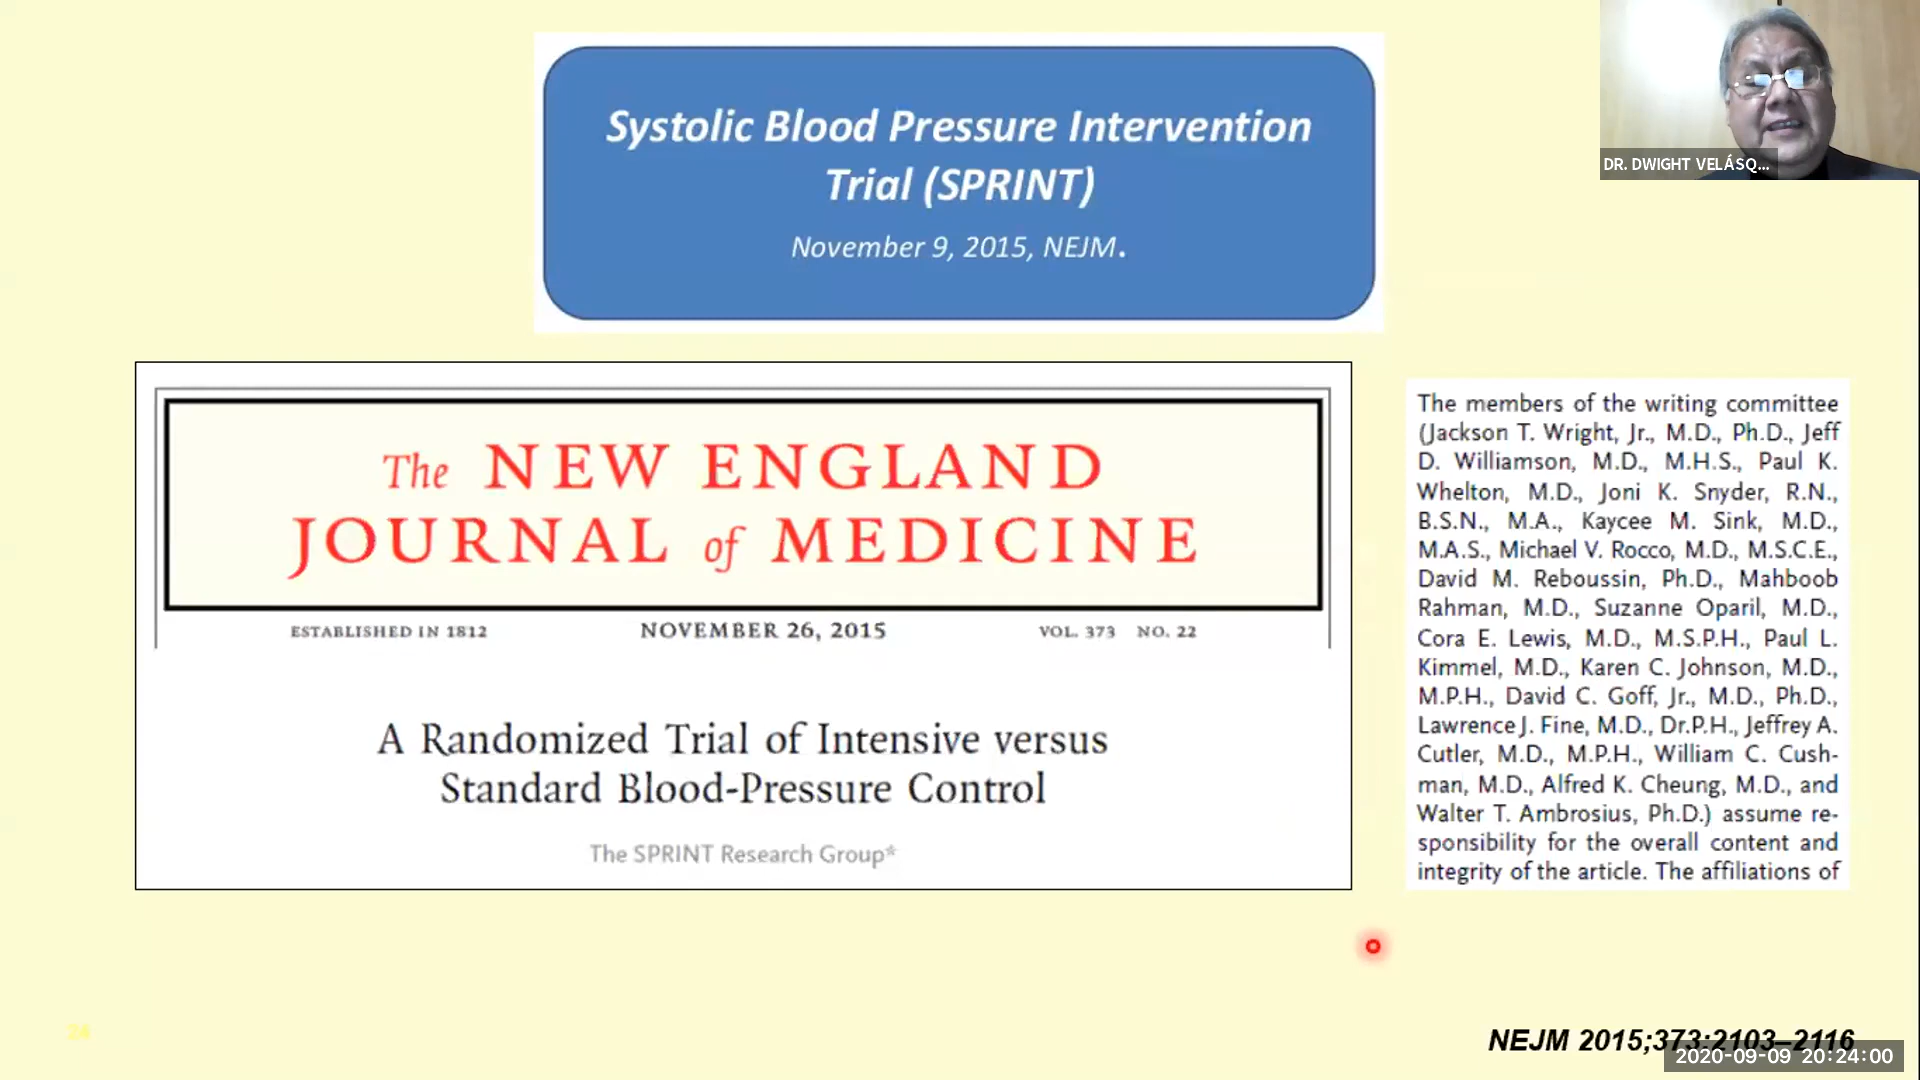 Systolic Blood Pressure Intervention
Trial (SPRINT)
November 9, 2015, NEJM.
DR. DWIGHT VELÁSQ...
The NEW ENGLAND
JOURNAL of MEDICINE
ESTABLISHED IN 1812 NOVEMBER 26, 2015 VOL. 373 NO. 22
A Randomized Trial of Intensive versus
Standard Blood-Pressure Control
The SPRINT Research Group*
The members of the writing committee
(Jackson T. Wright, Jr., M.D., Ph.D., Jeff
D. Williamson, M.D., M.H.S., Paul K.
Whelton, M.D., Joni K. Snyder, R.N.,
B.S.N., M.A., Kaycee M. Sink, M.D.,
M.A.S., Michael V. Rocco, M.D., M.S.C.E.,
David M. Reboussin, Ph.D., Mahboob
Rahman, M.D., Suzanne Oparil, M.D.,
Cora E. Lewis, M.D., M.S.P.H., Paul L.
Kimmel, M.D., Karen C. Johnson, M.D.,
M.P.H., David C. Goff, Jr., M.D., Ph.D.,
Lawrence J. Fine, M.D., Dr.P.H., Jeffrey A.
Cutler, M.D., M.P.H., William C. Cush-
man, M.D., Alfred K. Cheung, M.D., and
Walter T. Ambrosius, Ph.D.) assume re-
sponsibility for the overall content and
integrity of the article. The affiliations of
24
NEJM 2015;373:2103–2116
2020-09-09 20:24:00